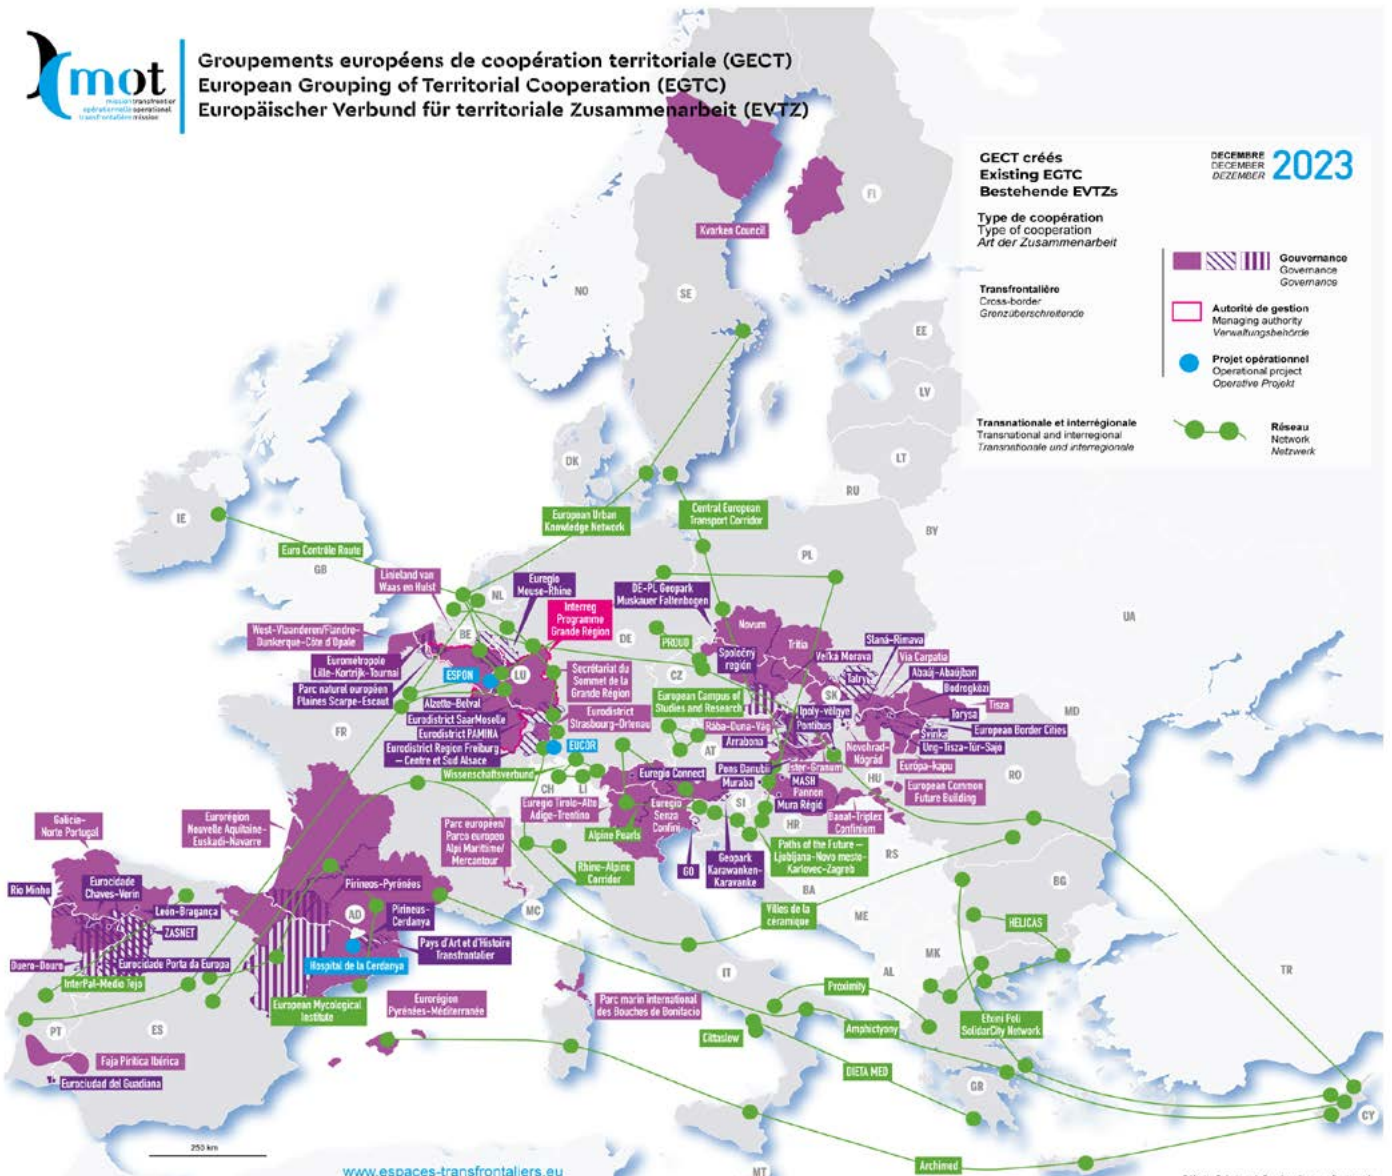 mot
mission transfrontalière
opérationnelle operational
transfrontalière mission
Groupements européens de coopération territoriale (GECT)
European Grouping of Territorial Cooperation (EGTC)
Europäischer Verbund für territoriale Zusammenarbeit (EVTZ)
GECT créés
Existing EGTC
Bestehende EVTZs
DECEMBRE
DECEMBER
DEZEMBER
2023
Type de coopération
Type of cooperation
Art der Zusammenarbeit
Transfrontalière
Cross-border
Grenzüberschreitende
Gouvernance
Governance
Governance
Autorité de gestion
Managing authority
Verwaltungsbehörde
Projet opérationnel
Operational project
Operative Projekt
Transnationale et interrégionale
Transnational and interregional
Transnationale und interregionale
Réseau
Network
Netzwerk
FI
Kvarken Council
NO
SE
EE
LV
LT
DK
RU
IE
GB
BY
PL
UA
European Urban
Knowledge Network
Central European
Transport Corridor
Euro Contrôle Route
Linieland van
Waas en Hulst
NL
Euregio
Meuse-Rhine
Interreg
Programme
Grande Région
DE-PL Geopark
Muskauer Faltenbogen
West-Vlaanderen/Flandre-
Dunkerque-Côte d'Opale
BE
DE
PROUD
Novum
Tritia
Eurométropole
Lille-Kortrijk-Tournai
ESPON
LU
Secrétariat du
Sommet de la
Grande Région
CZ
Spoločný
región
Veľká Morava
Slaná-Rimava
Via Carpatia
Abaúj-Abaújban
Parc naturel européen
Plaines Scarpe-Escaut
Alzette-Belval
Tatry
SK
Bodrogközi
Tisza
European Campus of
Studies and Research
Eurodistrict SaarMoselle
Eurodistrict PAMINA
Eurodistrict
Strasbourg-Ortenau
Rába-Duna-Vág
Arrabona
Ipoly-völgye
Pontibus
Torysa
Svinka
European Border Cities
Ung-Tisza-Túr-Sajó
MD
FR
Eurodistrict Region Freiburg
– Centre et Sud Alsace
EUCOR
AT
Novohrad-
Nógrád
Európa-kapu
Wissenschaftsverbund
CH
LI
Euregio Connect
Pons Danubii
Ister-Granum
Muraba
MASH
Pannon
HU
RO
European Common
Future Building
Euregio Tirolo-Alto
Adige-Trentino
Euregio
Senza
Confini
SI
Mura Régió
HR
Banat-Triplex
Confinium
Galicia-
Norte Portugal
Eurorégion
Nouvelle Aquitaine-
Euskadi-Navarre
Parc européen/
Parco europeo
Alpi Marittime/
Mercantour
Alpine Pearls
GO
Geopark
Karawanken-
Karavanke
Paths of the Future –
Ljubljana-Novo mesto-
Karlovec-Zagreb
RS
Rhine-Alpine
Corridor
BA
BG
Rio Minho
Eurocidade
Chaves-Verín
León-Bragança
ZASNET
Pirineos-Pyrénées
AD
Pirineus-
Cerdanya
MC
Villes de la
céramique
ME
HELICAS
Pays d'Art et d'Histoire
Transfrontalier
Duero-Douro
Eurocidade Porta da Europa
Hospital de la Cerdanya
IT
AL
MK
TR
InterPal-Medio Tejo
European Mycological
Institute
Eurorégion
Pyrénées-Méditerranée
Parc marin international
des Bouches de Bonifacio
Proximity
PT
ES
Cittaslow
Amphictyony
Efxini Poli
SolidarCity Network
Faja Pirítica Ibérica
Eurociudad del Guadiana
DIETA MED
GR
CY
250 km
www.espaces-transfrontaliers.eu
MT
Archimed